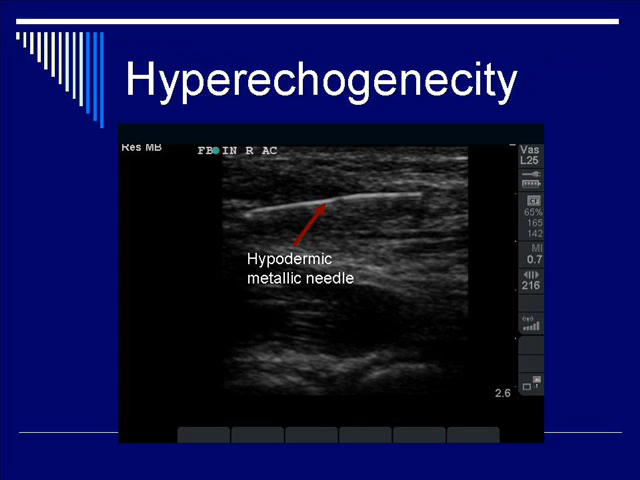 Hyperechogenecity
Res MB
FB IN R AC
Vas
L25
CF
65%
165
142
MI
0.7
216
Hypodermic
metallic needle
2.6